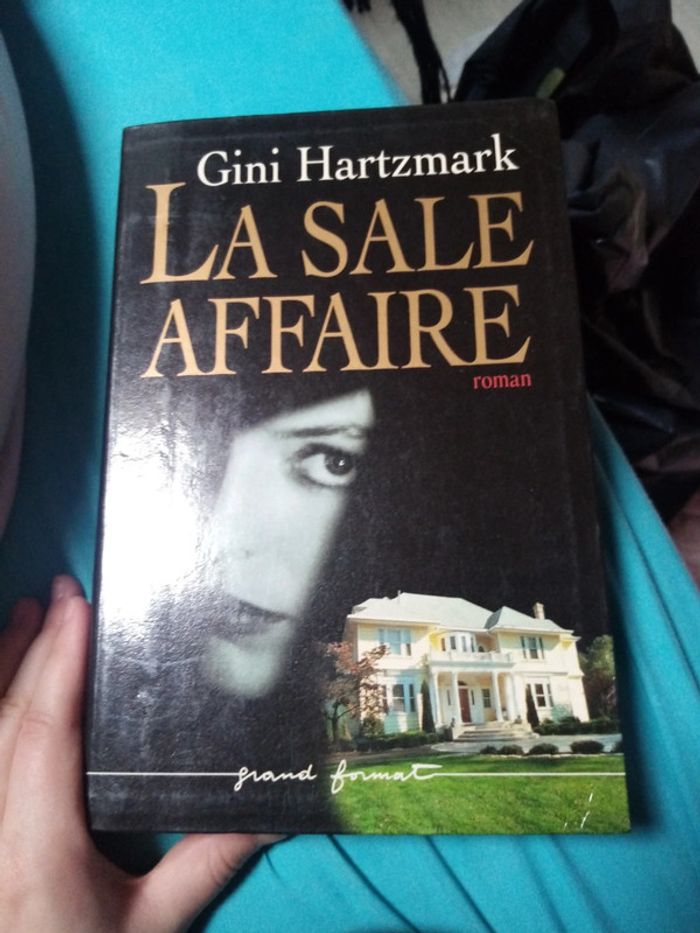 Gini Hartzmark
LA SALE
AFFAIRE
roman
grand format